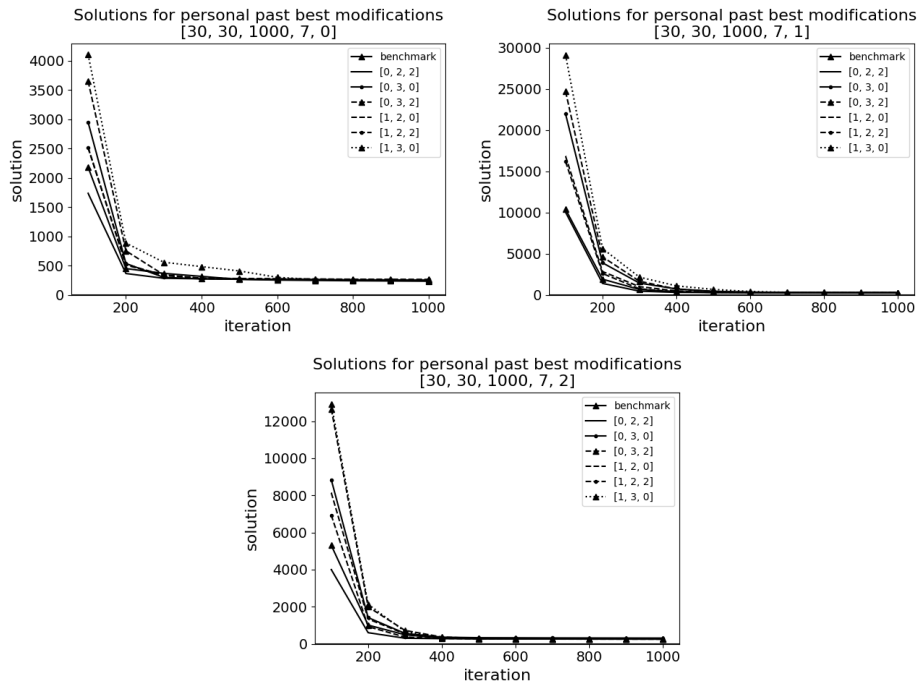 Solutions for personal past best modifications
[30, 30, 1000, 7, 0]
4000
3500
3000
2500
2000
1500
1000
500
0
solution
benchmark
[0, 2, 2]
[0, 3, 0]
[0, 3, 2]
[1, 2, 0]
[1, 2, 2]
[1, 3, 0]
200
400
600
800
1000
iteration
Solutions for personal past best modifications
[30, 30, 1000, 7, 1]
30000
25000
20000
15000
10000
5000
0
solution
benchmark
[0, 2, 2]
[0, 3, 0]
[0, 3, 2]
[1, 2, 0]
[1, 2, 2]
[1, 3, 0]
200
400
600
800
1000
iteration
Solutions for personal past best modifications
[30, 30, 1000, 7, 2]
12000
10000
8000
6000
4000
2000
0
solution
benchmark
[0, 2, 2]
[0, 3, 0]
[0, 3, 2]
[1, 2, 0]
[1, 2, 2]
[1, 3, 0]
200
400
600
800
1000
iteration